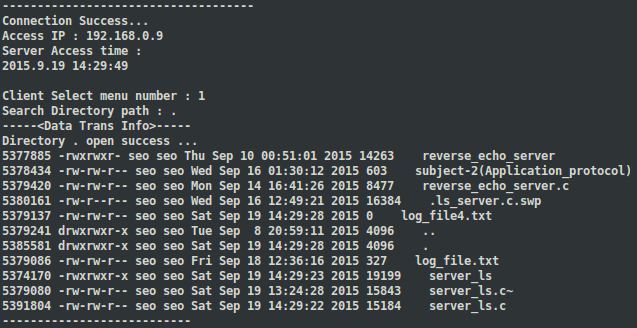 ------------------------------------
Connection Success...
Access IP : 192.168.0.9
Server Access time :
2015.9.19 14:29:49

Client Select menu number : 1
Search Directory path : .
-----<Data Trans Info>-----
Directory . open success ...
5377885 -rwxrwxr- seo seo Thu Sep 10 00:51:01 2015 14263    reverse_echo_server
5378434 -rw-rw-r-- seo seo Wed Sep 16 01:30:12 2015 603    subject-2(Application_protocol)
5379420 -rw-rw-r-- seo seo Mon Sep 14 16:41:26 2015 8477    reverse_echo_server.c
5380161 -rw-r--r-- seo seo Wed Sep 16 12:49:21 2015 16384    .ls_server.c.swp
5379137 -rw-rw-r-- seo seo Sat Sep 19 14:29:28 2015 0    log_file4.txt
5379241 drwxrwxr-x seo seo Tue Sep  8 20:59:11 2015 4096    ..
5385581 drwxrwxr-x seo seo Sat Sep 19 14:29:28 2015 4096    .
5379086 -rw-rw-r-- seo seo Fri Sep 18 12:36:16 2015 327    log_file.txt
5374170 -rwxrwxr-x seo seo Sat Sep 19 14:29:23 2015 19199    server_ls
5379080 -rw-rw-r-- seo seo Sat Sep 19 13:24:28 2015 15843    server_ls.c~
5391804 -rw-rw-r-- seo seo Sat Sep 19 14:29:22 2015 15184    server_ls.c
---------------------------